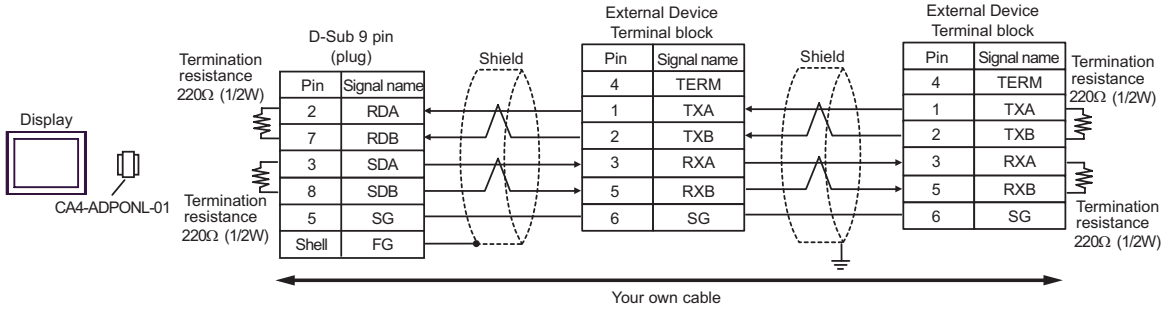 Display
CA4-ADPONL-01
Termination
resistance
220Ω (1/2W)
Termination
resistance
220Ω (1/2W)
D-Sub 9 pin
(plug)
Pin Signal name
2 RDA
7 RDB
3 SDA
8 SDB
5 SG
Shell FG
Shield
External Device
Terminal block
Pin Signal name
4 TERM
1 TXA
2 TXB
3 RXA
5 RXB
6 SG
Shield
External Device
Terminal block
Pin Signal name
4 TERM
1 TXA
2 TXB
3 RXA
5 RXB
6 SG
Termination
resistance
220Ω (1/2W)
Termination
resistance
220Ω (1/2W)
Your own cable